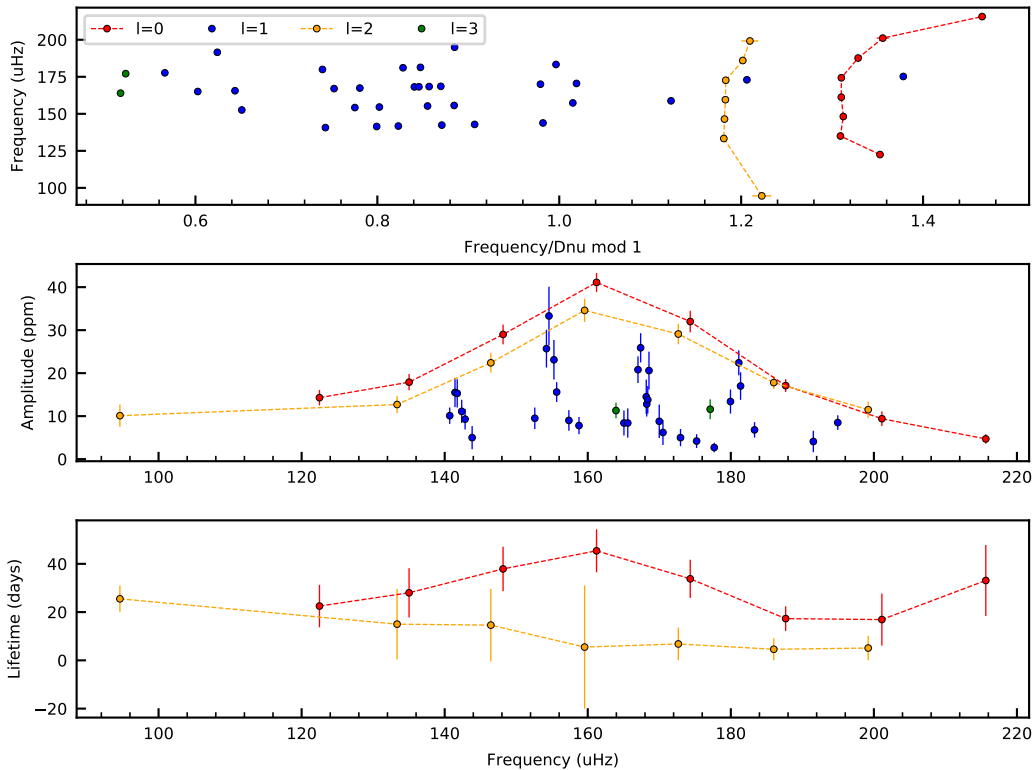 l=0 l=1 l=2 l=3
200
175
150
125
100
Frequency (uHz)
0.6 0.8 1.0 1.2 1.4
Frequency/Dnu mod 1
40
30
20
10
0
Amplitude (ppm)
100 120 140 160 180 200 220
40
20
0
−20
Lifetime (days)
100 120 140 160 180 200 220
Frequency (uHz)